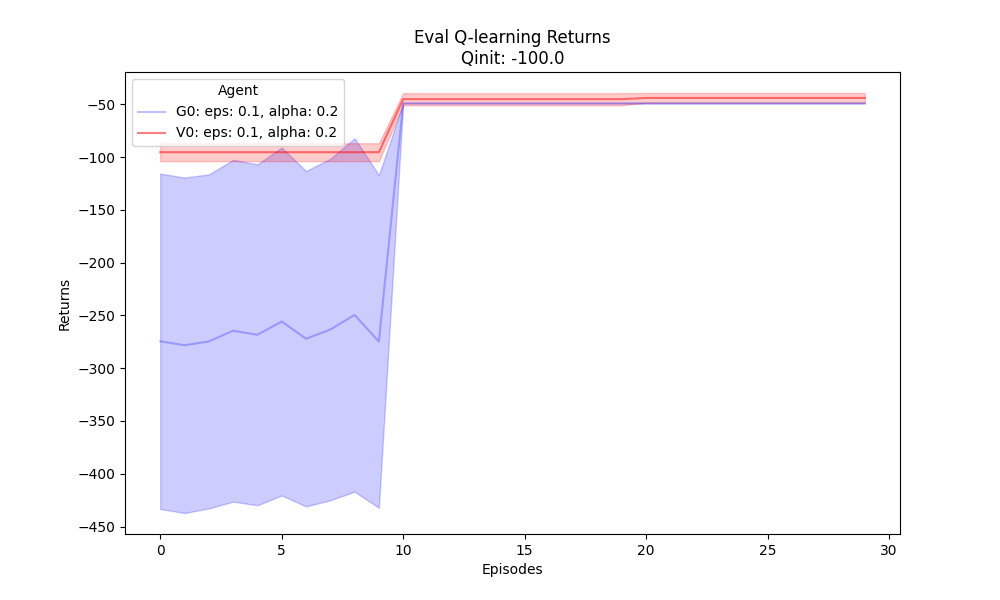 Eval Q-learning Returns
Qinit: -100.0
Agent
G0: eps: 0.1, alpha: 0.2
V0: eps: 0.1, alpha: 0.2
Returns
−50
−100
−150
−200
−250
−300
−350
−400
−450
0 5 10 15 20 25 30
Episodes